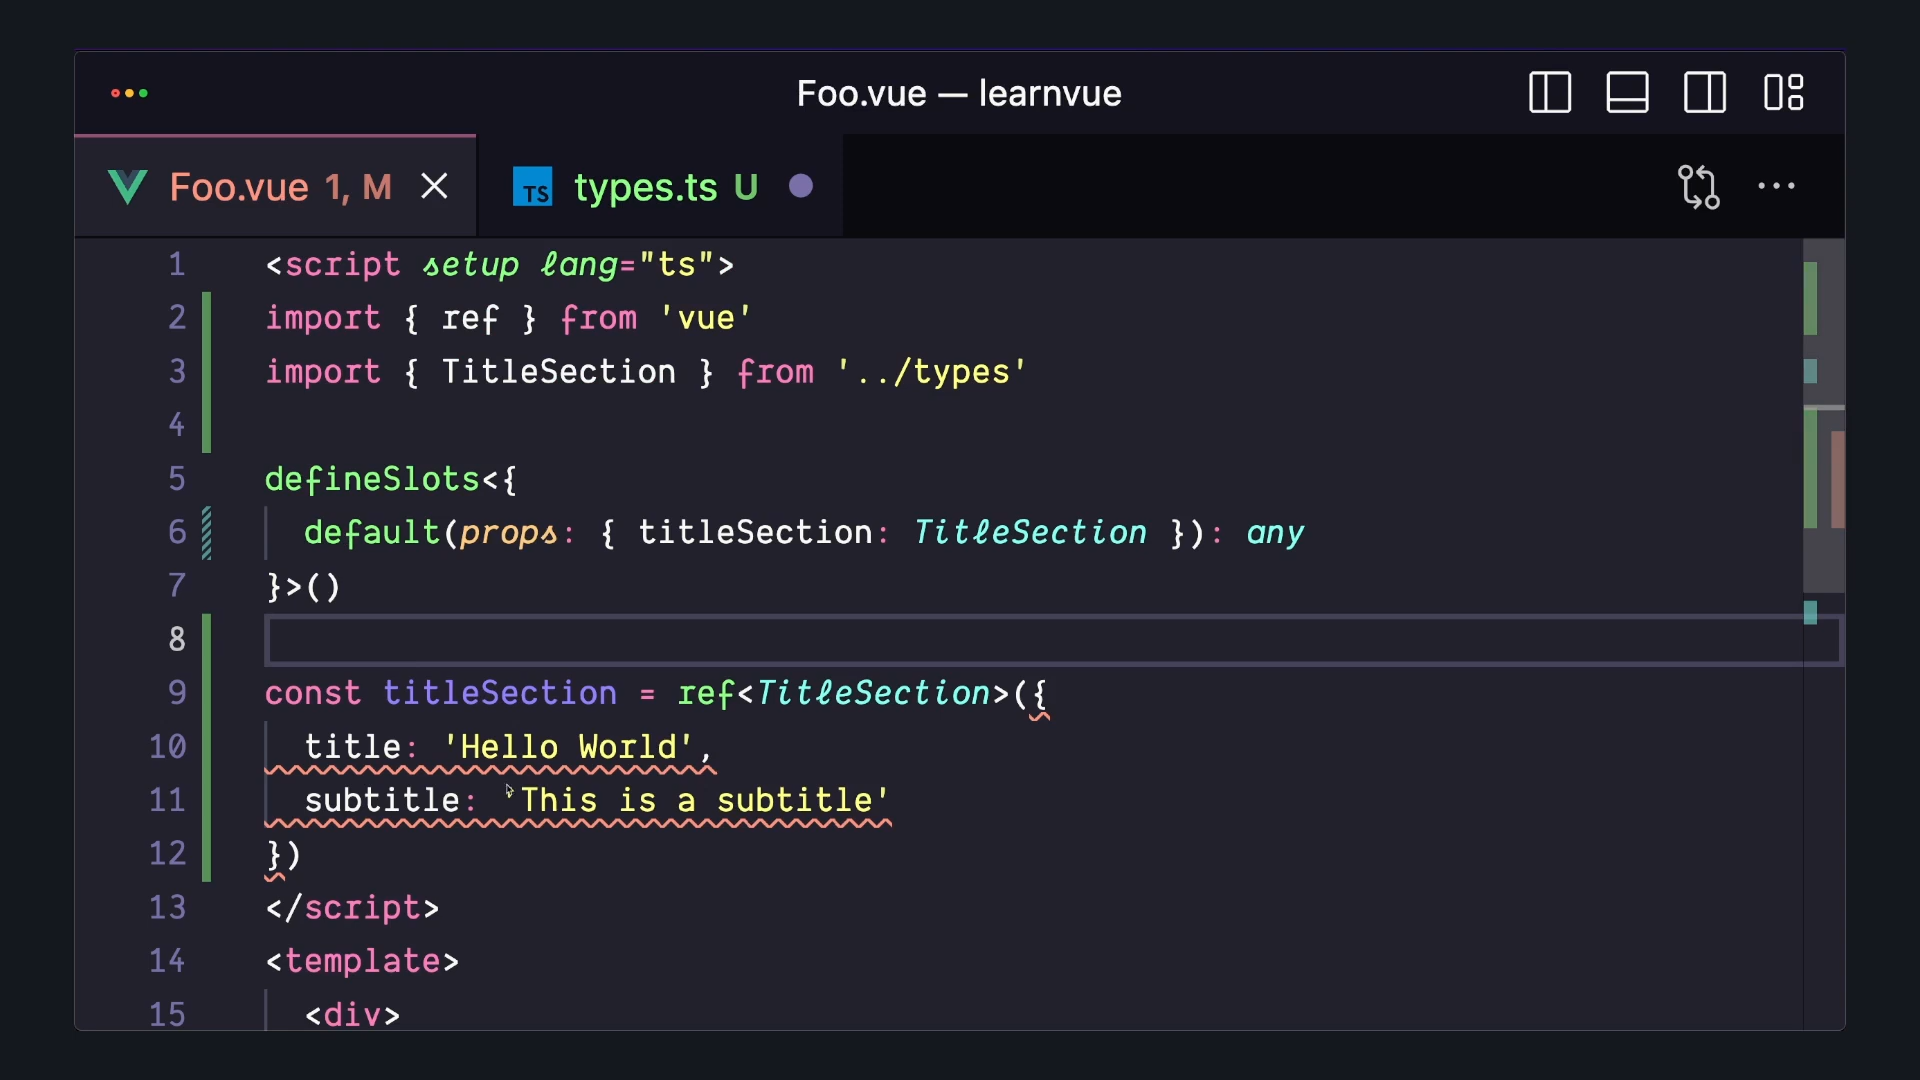 Foo.vue — learnvue
Foo.vue 1, M
TS types.ts U
1 <script setup lang="ts">
2 import { ref } from 'vue'
3 import { TitleSection } from '../types'
4
5 defineSlots<{
6   default(props: { titleSection: TitleSection }): any
7 }>()
8
9 const titleSection = ref<TitleSection>({
10   title: 'Hello World',
11   subtitle: 'This is a subtitle'
12 })
13 </script>
14 <template>
15   <div>